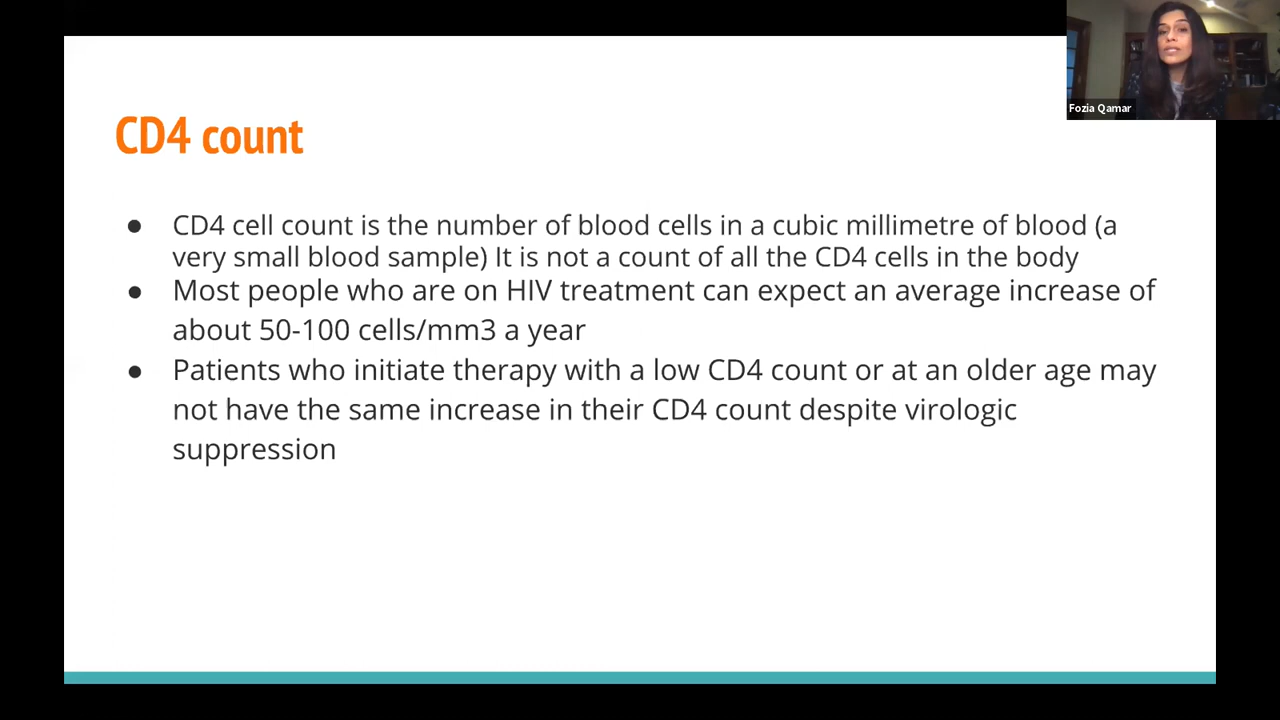 Fozia Qamar
CD4 count
● CD4 cell count is the number of blood cells in a cubic millimetre of blood (a
very small blood sample) It is not a count of all the CD4 cells in the body
● Most people who are on HIV treatment can expect an average increase of
about 50-100 cells/mm3 a year
● Patients who initiate therapy with a low CD4 count or at an older age may
not have the same increase in their CD4 count despite virologic
suppression